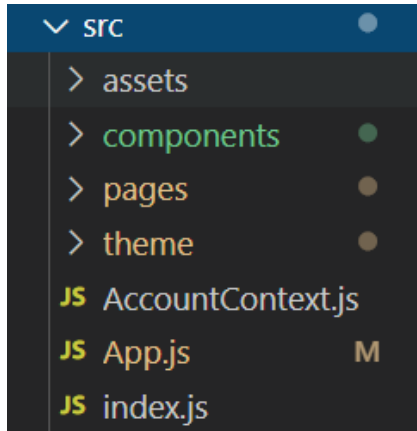 src
assets
components
pages
theme
JS AccountContext.js
JS App.js M
JS index.js